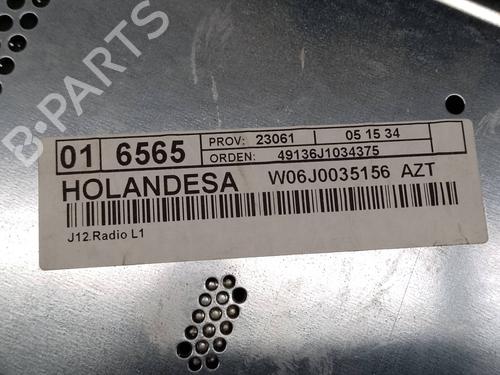 B-PARTS
01 6565 PROV: 23061 05 15 34
ORDEN: 49136J1034375
HOLANDESA W06J0035156 AZT
J12.Radio L1